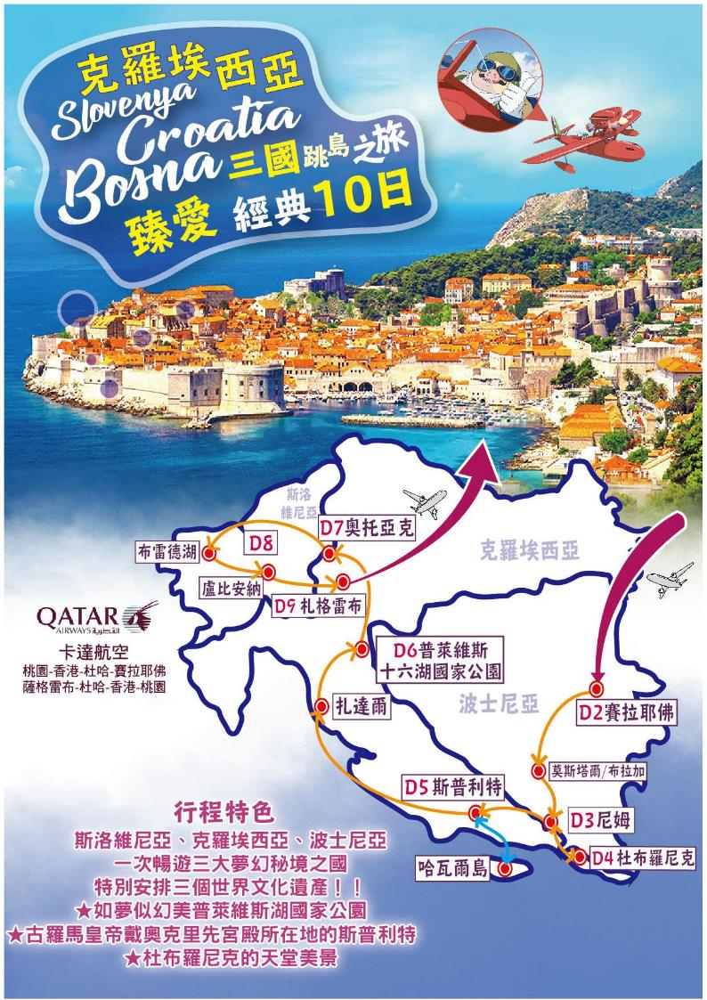 克羅埃西亞
Slovenya
Croatia
Bosna 三國跳島之旅
臻愛 經典10日
斯洛
維尼亞
D7奧托亞克
布雷德湖
D8
克羅埃西亞
盧比安納
D9 札格雷布
QATAR
AIRWAYS القطرية
卡達航空
桃園-香港-杜哈-賽拉耶佛
薩格雷布-杜哈-香港-桃園
D6普萊維斯
十六湖國家公園
扎達爾
波士尼亞
D2賽拉耶佛
莫斯塔爾/布拉加
D5斯普利特
D3尼姆
D4杜布羅尼克
哈瓦爾島
行程特色
斯洛維尼亞、克羅埃西亞、波士尼亞
一次暢遊三大夢幻秘境之國
特別安排三個世界文化遺產！！
★如夢似幻美普萊維斯湖國家公園
★古羅馬皇帝戴奧克里先宮殿所在地的斯普利特
★杜布羅尼克的天堂美景